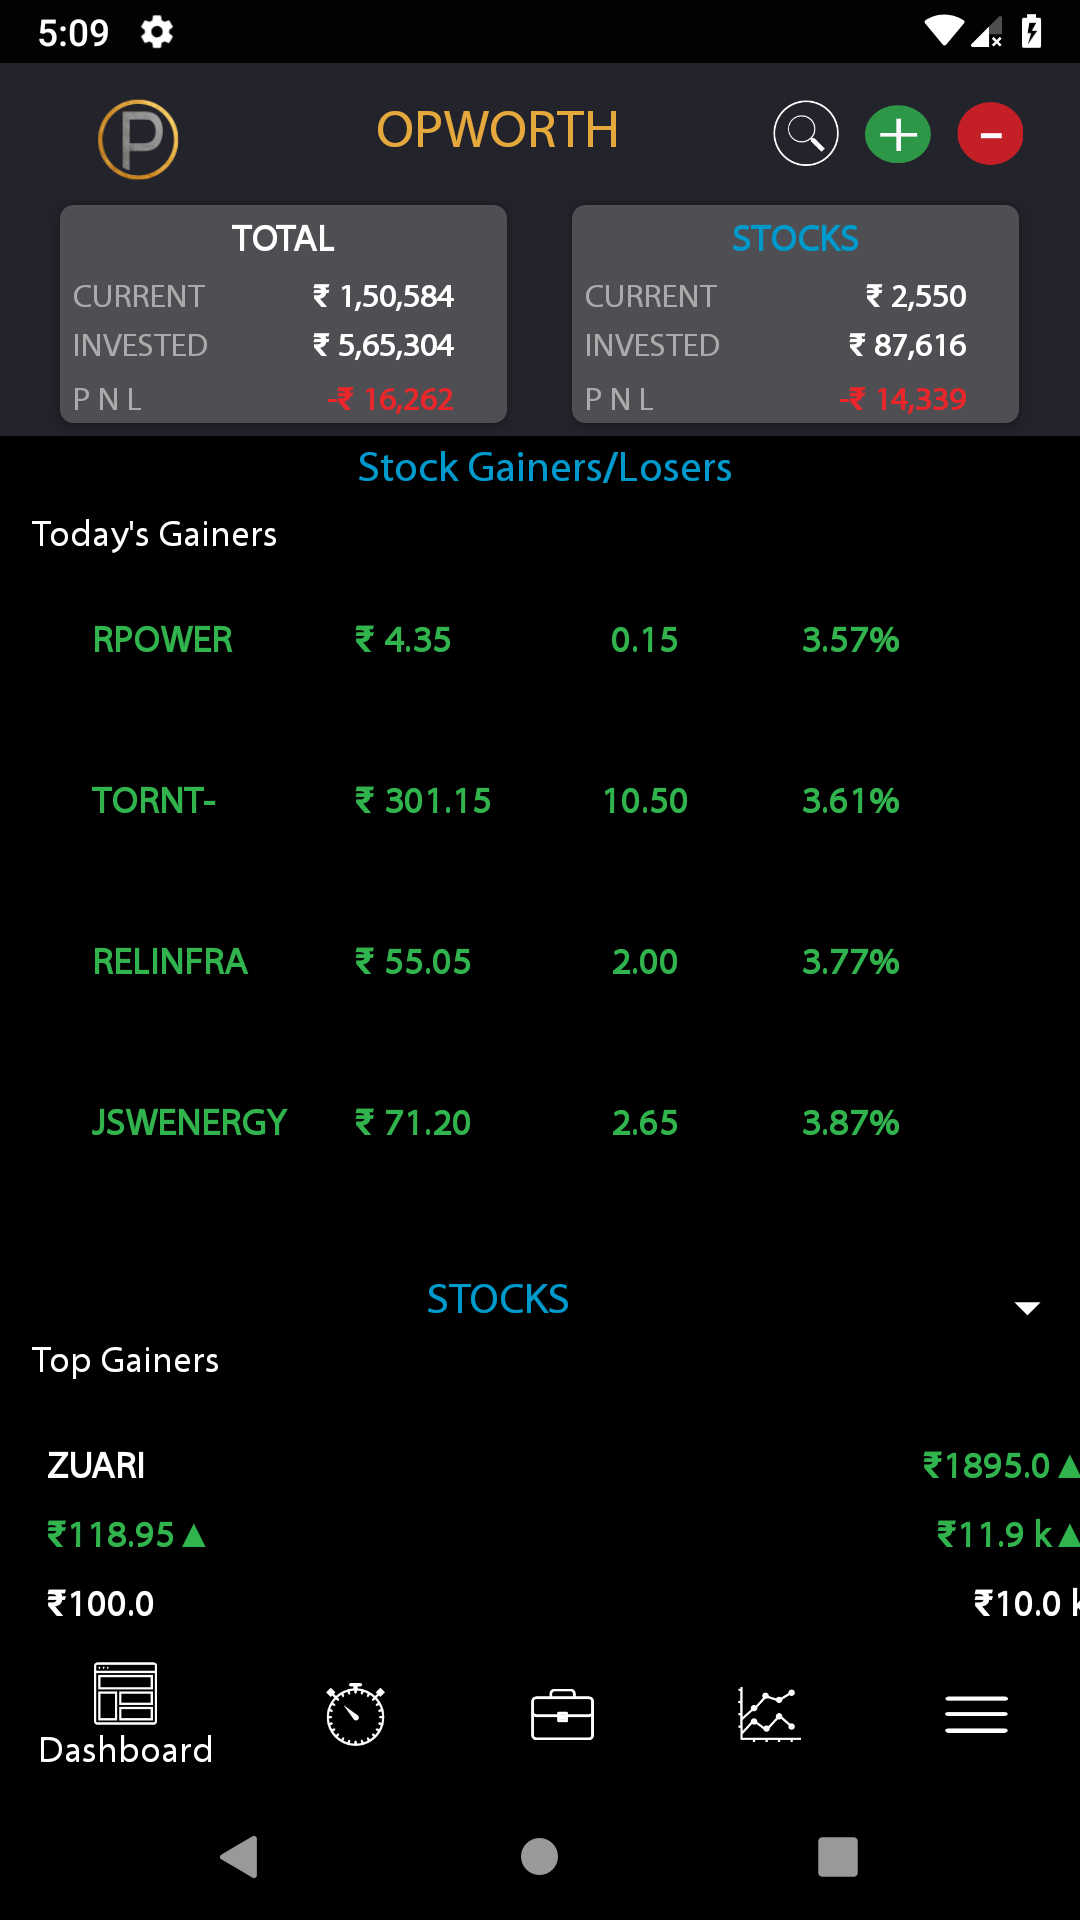 5:09
P OPWORTH + -
TOTAL
CURRENT ₹ 1,50,584
INVESTED ₹ 5,65,304
P N L -₹ 16,262
STOCKS
CURRENT ₹ 2,550
INVESTED ₹ 87,616
P N L -₹ 14,339
Stock Gainers/Losers
Today's Gainers
RPOWER ₹ 4.35 0.15 3.57%
TORNT- ₹ 301.15 10.50 3.61%
RELINFRA ₹ 55.05 2.00 3.77%
JSWENERGY ₹ 71.20 2.65 3.87%
STOCKS
Top Gainers
ZUARI ₹1895.0▲
₹118.95▲ ₹11.9 k▲
₹100.0 ₹10.0 k
Dashboard